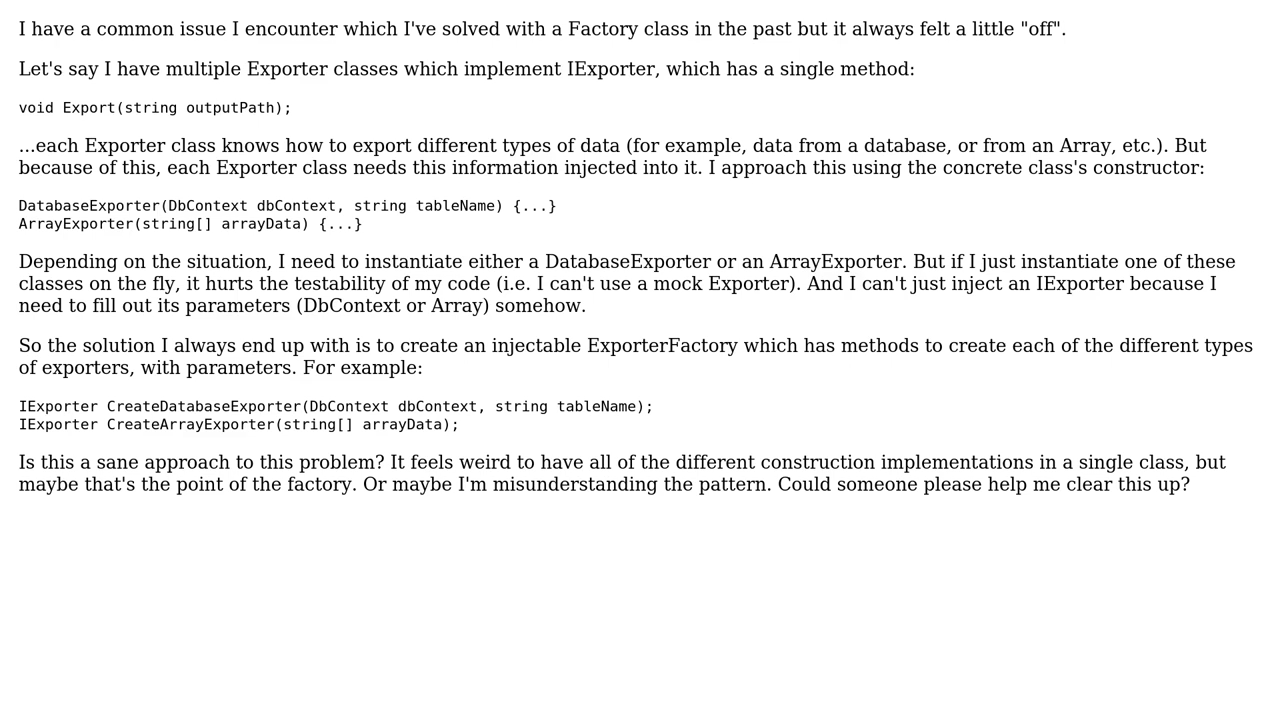 I have a common issue I encounter which I've solved with a Factory class in the past but it always felt a little "off".
Let's say I have multiple Exporter classes which implement IExporter, which has a single method:
void Export(string outputPath);
...each Exporter class knows how to export different types of data (for example, data from a database, or from an Array, etc.). But
because of this, each Exporter class needs this information injected into it. I approach this using the concrete class's constructor:
DatabaseExporter(DbContext dbContext, string tableName) {...}
ArrayExporter(string[] arrayData) {...}
Depending on the situation, I need to instantiate either a DatabaseExporter or an ArrayExporter. But if I just instantiate one of these
classes on the fly, it hurts the testability of my code (i.e. I can't use a mock Exporter). And I can't just inject an IExporter because I
need to fill out its parameters (DbContext or Array) somehow.
So the solution I always end up with is to create an injectable ExporterFactory which has methods to create each of the different types
of exporters, with parameters. For example:
IExporter CreateDatabaseExporter(DbContext dbContext, string tableName);
IExporter CreateArrayExporter(string[] arrayData);
Is this a sane approach to this problem? It feels weird to have all of the different construction implementations in a single class, but
maybe that's the point of the factory. Or maybe I'm misunderstanding the pattern. Could someone please help me clear this up?